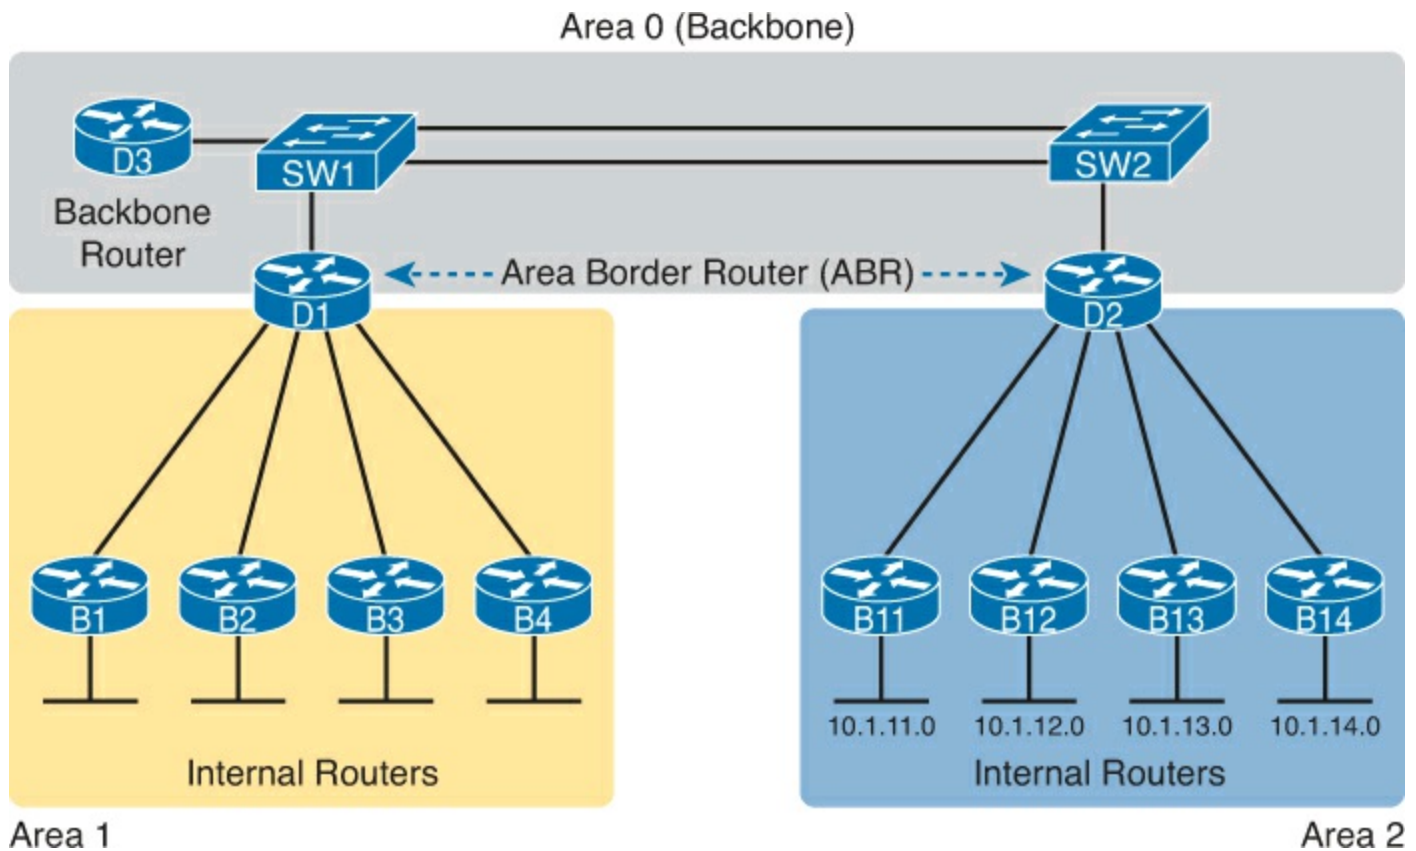 Area 0 (Backbone)
D3
SW1
SW2
Backbone
Router
Area Border Router (ABR)
D1
D2
B1
B2
B3
B4
B11
B12
B13
B14
10.1.11.0
10.1.12.0
10.1.13.0
10.1.14.0
Internal Routers
Internal Routers
Area 1
Area 2